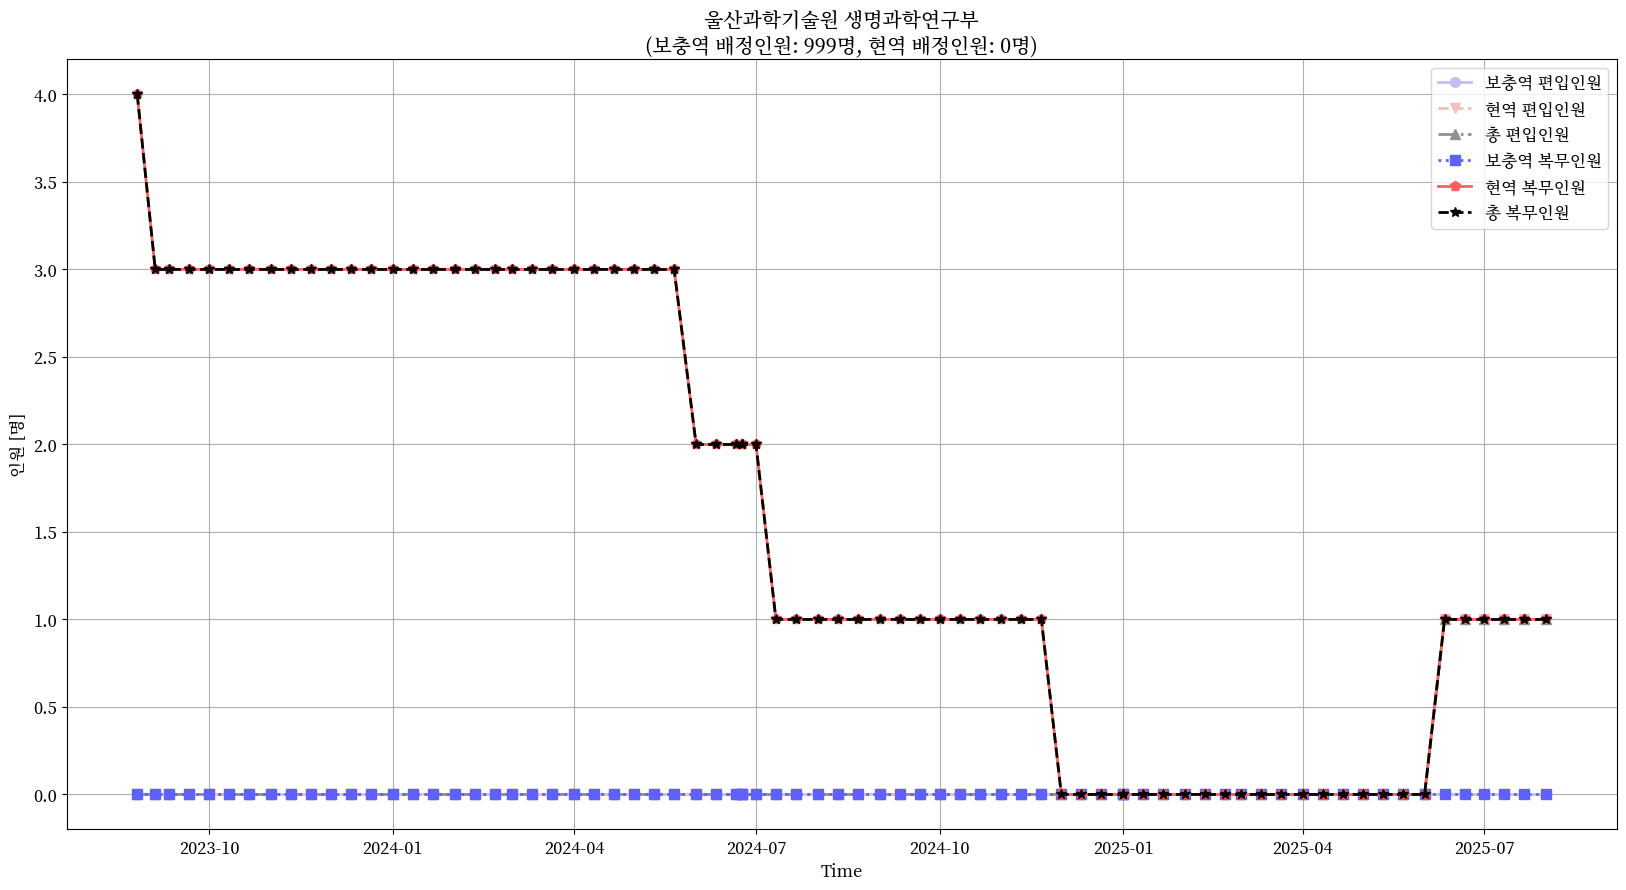 울산과학기술원 생명과학연구부
(보충역 배정인원: 999명, 현역 배정인원: 0명)
보충역 편입인원
현역 편입인원
총 편입인원
보충역 복무인원
현역 복무인원
총 복무인원
4.0
3.5
3.0
2.5
2.0
1.5
1.0
0.5
0.0
인원 [명]
2023-10
2024-01
2024-04
2024-07
2024-10
2025-01
2025-04
2025-07
Time